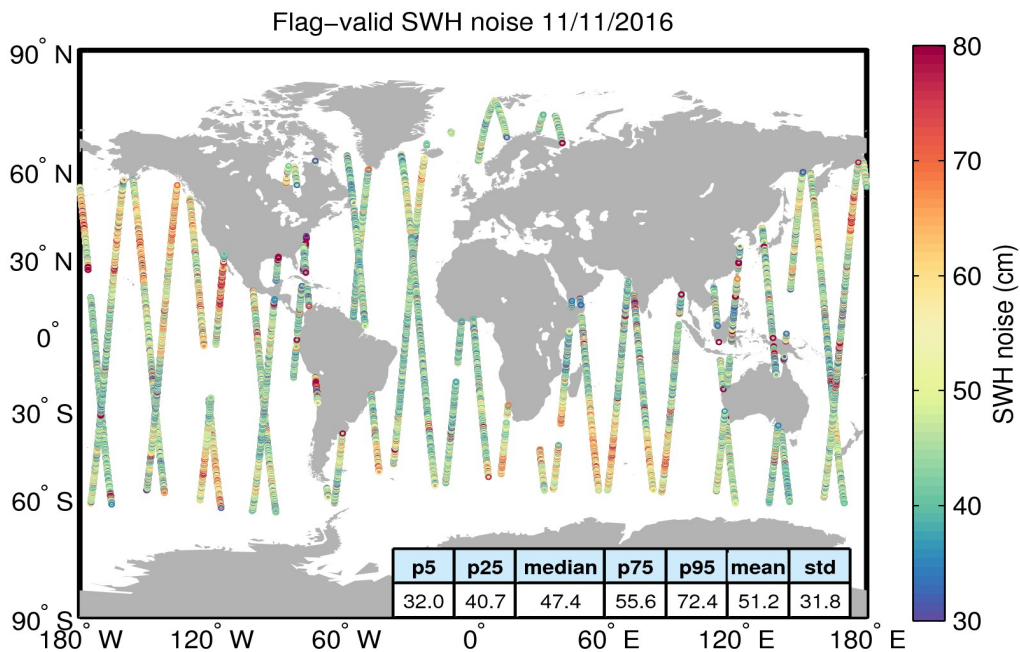 Flag−valid SWH noise 11/11/2016
90° N
60° N
30° N
0°
30° S
60° S
90° S
180° W
120° W
60° W
0°
60° E
120° E
180° E
p5 p25 median p75 p95 mean std
32.0 40.7 47.4 55.6 72.4 51.2 31.8
80
70
60
50
40
30
SWH noise (cm)